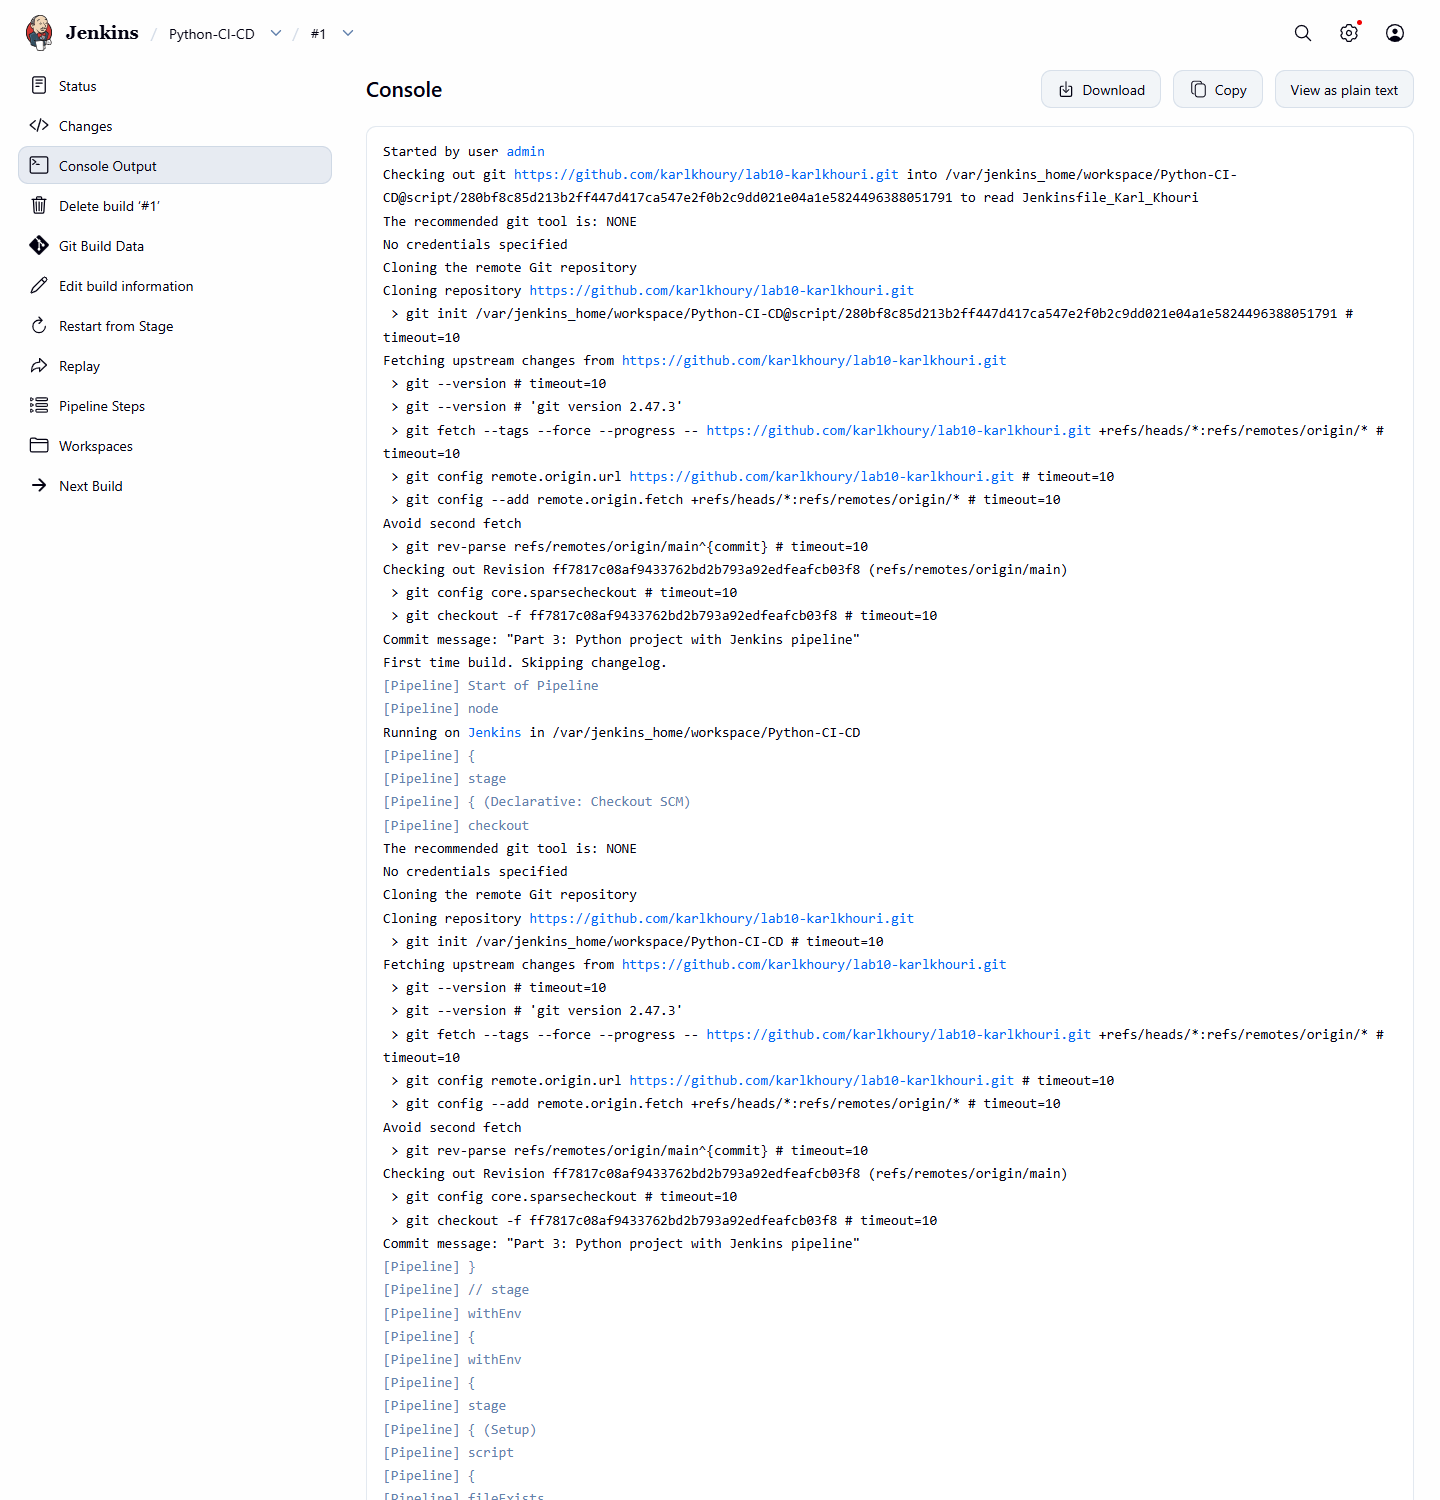 Jenkins / Python-CI-CD / #1
Status
Changes
Console Output
Delete build ‘#1’
Git Build Data
Edit build information
Restart from Stage
Replay
Pipeline Steps
Workspaces
Next Build
Console
Download
Copy
View as plain text
Started by user admin
Checking out git https://github.com/karlkhoury/lab10-karlkhouri.git into /var/jenkins_home/workspace/Python-CI-
CD@script/280bf8c85d213b2ff447d417ca547e2f0b2c9dd021e04a1e5824496388051791 to read Jenkinsfile_Karl_Khouri
The recommended git tool is: NONE
No credentials specified
Cloning the remote Git repository
Cloning repository https://github.com/karlkhoury/lab10-karlkhouri.git
> git init /var/jenkins_home/workspace/Python-CI-CD@script/280bf8c85d213b2ff447d417ca547e2f0b2c9dd021e04a1e5824496388051791 #
timeout=10
Fetching upstream changes from https://github.com/karlkhoury/lab10-karlkhouri.git
> git --version # timeout=10
> git --version # 'git version 2.47.3'
> git fetch --tags --force --progress -- https://github.com/karlkhoury/lab10-karlkhouri.git +refs/heads/*:refs/remotes/origin/* #
timeout=10
> git config remote.origin.url https://github.com/karlkhoury/lab10-karlkhouri.git # timeout=10
> git config --add remote.origin.fetch +refs/heads/*:refs/remotes/origin/* # timeout=10
Avoid second fetch
> git rev-parse refs/remotes/origin/main^{commit} # timeout=10
Checking out Revision ff7817c08af9433762bd2b793a92edfeafcb03f8 (refs/remotes/origin/main)
> git config core.sparsecheckout # timeout=10
> git checkout -f ff7817c08af9433762bd2b793a92edfeafcb03f8 # timeout=10
Commit message: "Part 3: Python project with Jenkins pipeline"
First time build. Skipping changelog.
[Pipeline] Start of Pipeline
[Pipeline] node
Running on Jenkins in /var/jenkins_home/workspace/Python-CI-CD
[Pipeline] {
[Pipeline] stage
[Pipeline] { (Declarative: Checkout SCM)
[Pipeline] checkout
The recommended git tool is: NONE
No credentials specified
Cloning the remote Git repository
Cloning repository https://github.com/karlkhoury/lab10-karlkhouri.git
> git init /var/jenkins_home/workspace/Python-CI-CD # timeout=10
Fetching upstream changes from https://github.com/karlkhoury/lab10-karlkhouri.git
> git --version # timeout=10
> git --version # 'git version 2.47.3'
> git fetch --tags --force --progress -- https://github.com/karlkhoury/lab10-karlkhouri.git +refs/heads/*:refs/remotes/origin/* #
timeout=10
> git config remote.origin.url https://github.com/karlkhoury/lab10-karlkhouri.git # timeout=10
> git config --add remote.origin.fetch +refs/heads/*:refs/remotes/origin/* # timeout=10
Avoid second fetch
> git rev-parse refs/remotes/origin/main^{commit} # timeout=10
Checking out Revision ff7817c08af9433762bd2b793a92edfeafcb03f8 (refs/remotes/origin/main)
> git config core.sparsecheckout # timeout=10
> git checkout -f ff7817c08af9433762bd2b793a92edfeafcb03f8 # timeout=10
Commit message: "Part 3: Python project with Jenkins pipeline"
[Pipeline] }
[Pipeline] // stage
[Pipeline] withEnv
[Pipeline] {
[Pipeline] withEnv
[Pipeline] {
[Pipeline] stage
[Pipeline] { (Setup)
[Pipeline] script
[Pipeline] {
[Pipeline] fileExists